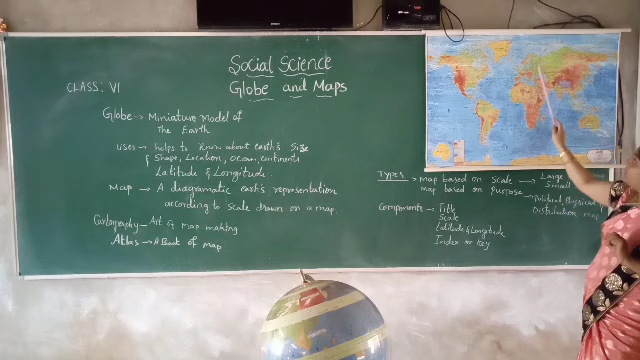 Social Science
CLASS: VI
Globe and Maps
Globe → Miniature Model of
the Earth
uses → helps to know about earth's size
& Shape, Location, ocean, continents
Latitude & Longitude.
Map → A diagramatic earth's representation
according to scale drawn on a map.
Cartography → Art of Map making
Atlas → A Book of map
Types → map based on scale → Large
Small
Map based on purpose
→ Political, Physical &
Distribution map
Components → Title
Scale
Latitude & Longitude
Index or Key